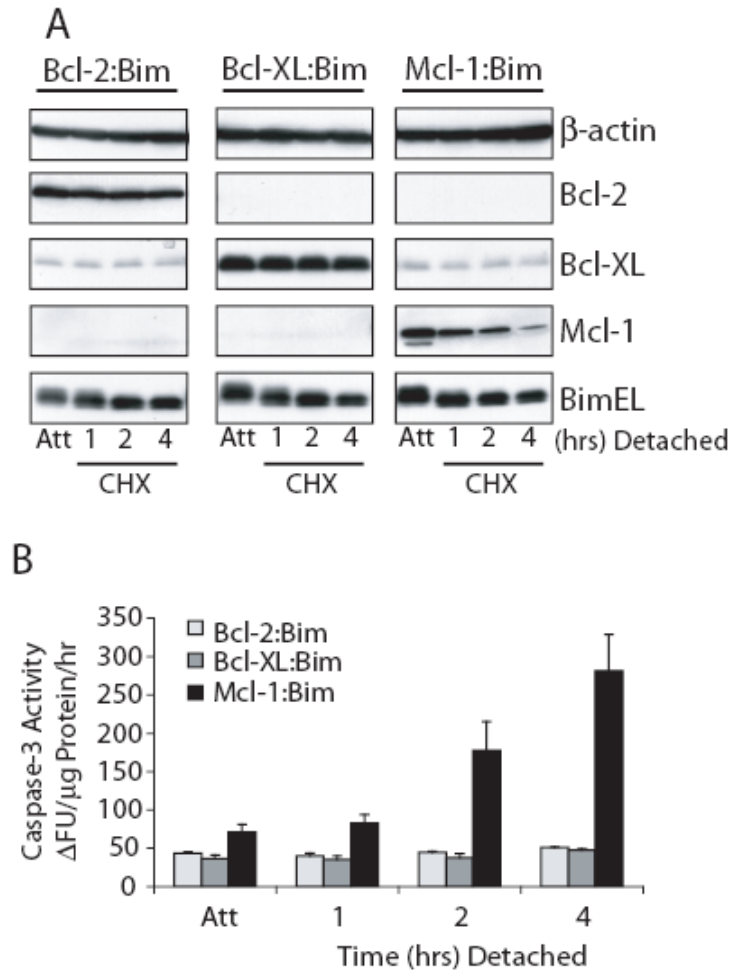 A
Bcl-2:Bim Bcl-XL:Bim Mcl-1:Bim
β-actin
Bcl-2
Bcl-XL
Mcl-1
BimEL
Att 1 2 4 Att 1 2 4 Att 1 2 4 (hrs) Detached
CHX CHX CHX
B
Caspase-3 Activity
ΔFU/μg Protein/hr
350
300
250
200
150
100
50
0
Bcl-2:Bim
Bcl-XL:Bim
Mcl-1:Bim
Att 1 2 4
Time (hrs) Detached